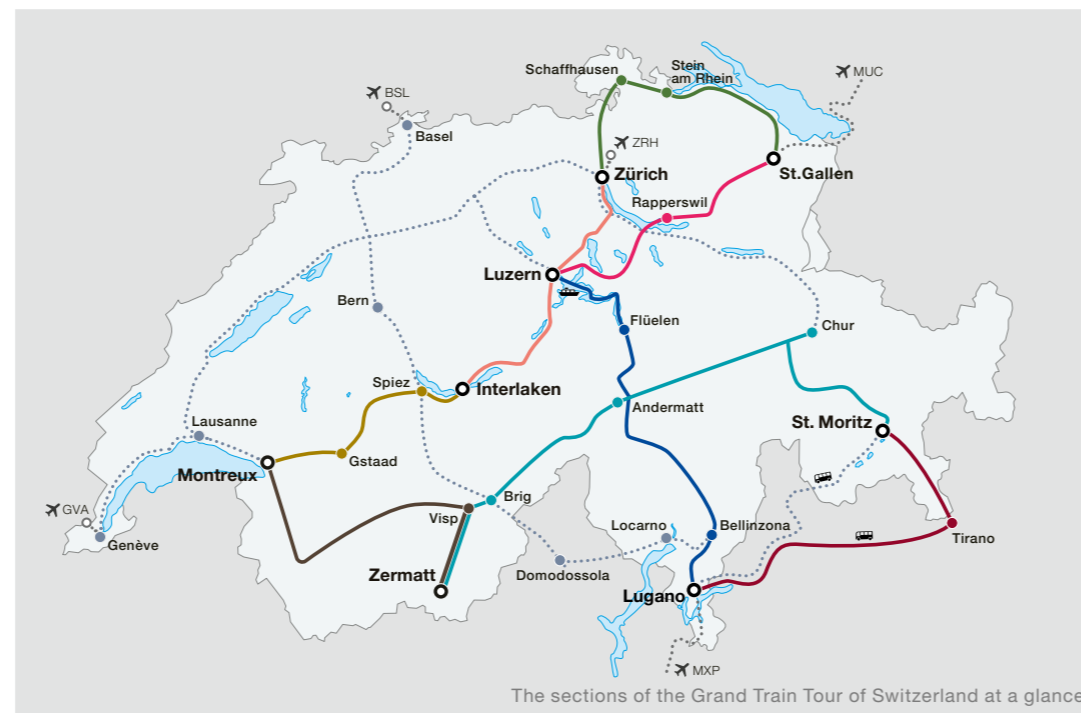 Schaffhausen
Stein
am Rhein
MUC
BSL
Basel
ZRH
Zürich
St.Gallen
Rapperswil
Luzern
Bern
Flüelen
Chur
Spiez
Interlaken
Andermatt
Lausanne
St. Moritz
Montreux
Gstaad
Brig
GVA
Visp
Locarno
Bellinzona
Genève
Tirano
Domodossola
Zermatt
Lugano
MXP
The sections of the Grand Train Tour of Switzerland at a glance